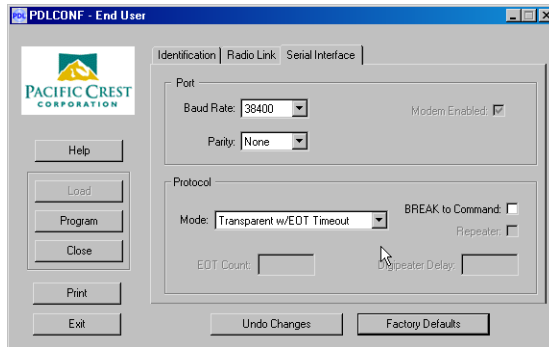 PDL PDLCONF - End User
PACIFIC CREST
CORPORATION
Help
Load
Program
Close
Print
Exit
Identification
Radio Link
Serial Interface
Port
Baud Rate: 38400
Modem Enabled:
Parity: None
Protocol
Mode: Transparent w/EOT Timeout
BREAK to Command:
Repeater:
EOT Count:
Digipeater Delay:
Undo Changes
Factory Defaults